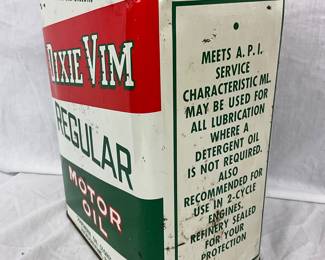 DIXIE VIM
REGULAR
MOTOR
OIL
MEETS A. P. I.
SERVICE
CHARACTERISTIC ML.
MAY BE USED FOR
ALL LUBRICATION
WHERE A
DETERGENT OIL
IS NOT REQUIRED.
ALSO
RECOMMENDED FOR
USE IN 2-CYCLE
ENGINES.
REFINERY SEALED
FOR YOUR
PROTECTION